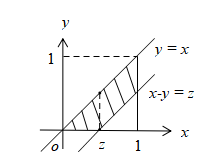 y
1
y = x
x-y = z
o
z
1
x